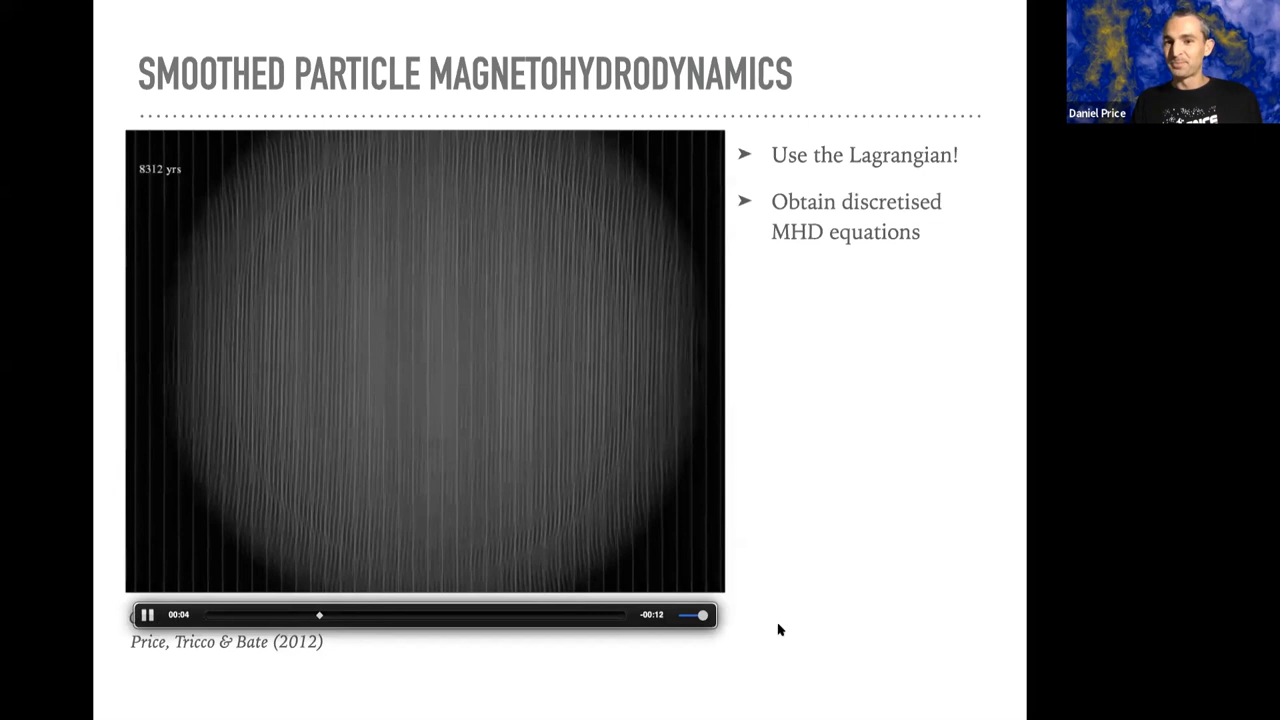 SMOOTHED PARTICLE MAGNETOHYDRODYNAMICS
Daniel Price
8312 yrs
➤ Use the Lagrangian!
➤ Obtain discretised
MHD equations
00:04
-00:12
Price, Tricco & Bate (2012)